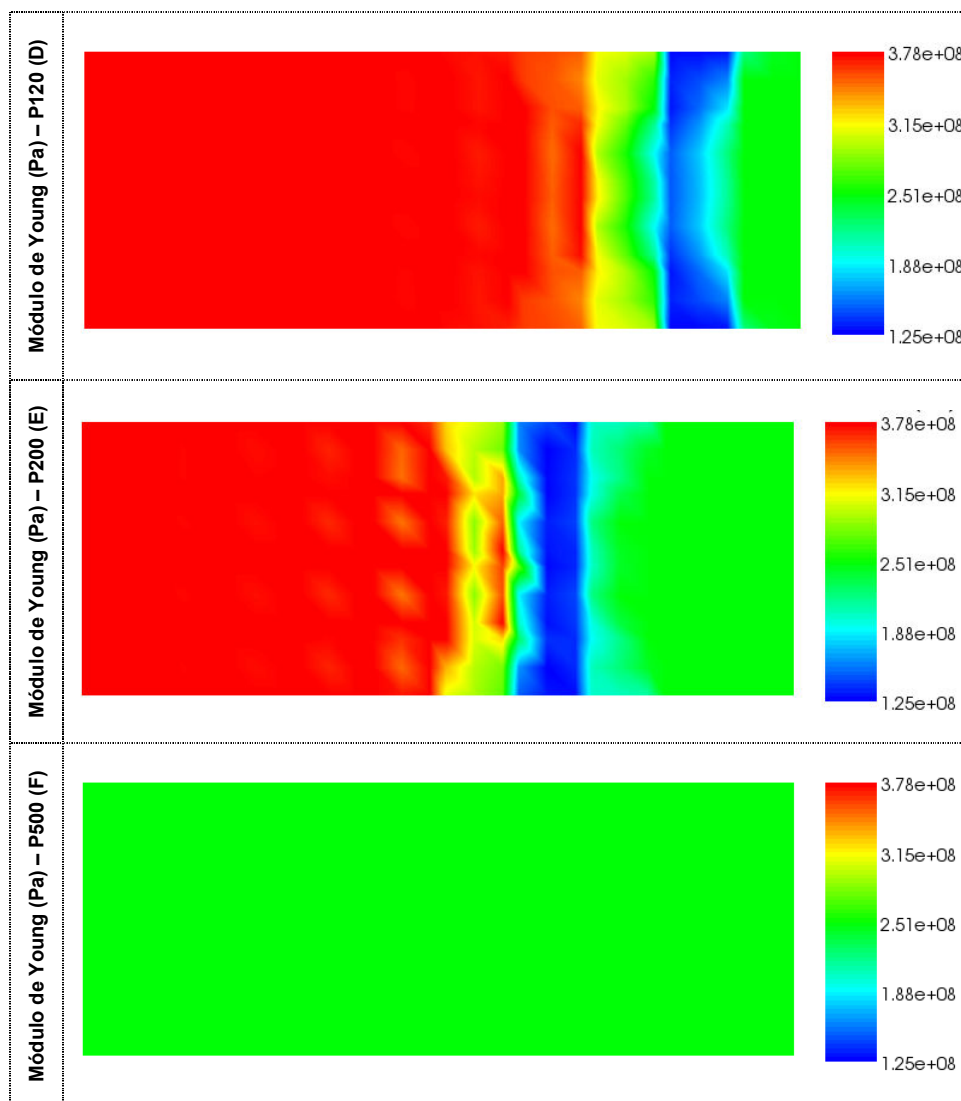 Módulo de Young (Pa) – P120 (D)
3.78e+08
3.15e+08
2.51e+08
1.88e+08
1.25e+08
Módulo de Young (Pa) – P200 (E)
3.78e+08
3.15e+08
2.51e+08
1.88e+08
1.25e+08
Módulo de Young (Pa) – P500 (F)
3.78e+08
3.15e+08
2.51e+08
1.88e+08
1.25e+08